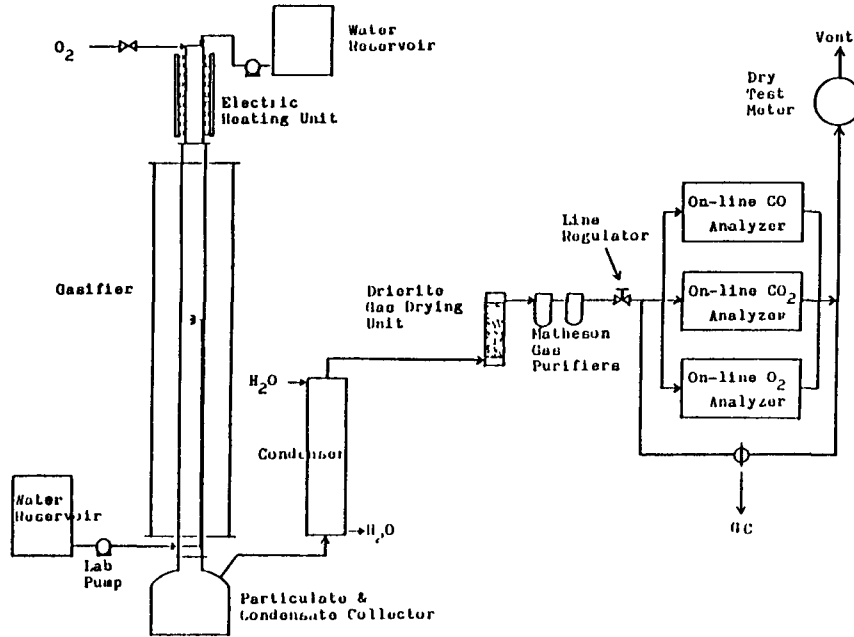 O2
Water
Reservoir
Electric
Heating Unit
Vent
Dry
Test
Meter
Gasifier
Line
Regulator
On-line CO
Analyzer
On-line CO2
Analyzer
On-line O2
Analyzer
Drierite
Gas Drying
Unit
Matheson
Gas
Purifiers
H2O
Condenser
H2O
Water
Reservoir
Lab
Pump
Particulate &
Condensate Collector
GC